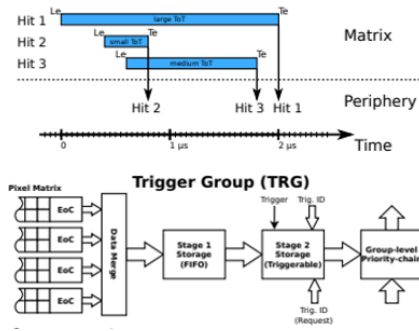 Hit 1
Le
large ToT
Te
Hit 2
Le
small ToT
Te
Hit 3
Le
medium ToT
Te
Matrix
Periphery
Hit 2
Hit 3
Hit 1
0
1 μs
2 μs
Time
Trigger Group (TRG)
Pixel Matrix
EoC
EoC
EoC
EoC
Data Merge
Stage 1
Storage
(FIFO)
Trigger
Trig. ID
Stage 2
Storage
(Triggerable)
Trig. ID
(Request)
Group-level
Priority-chain